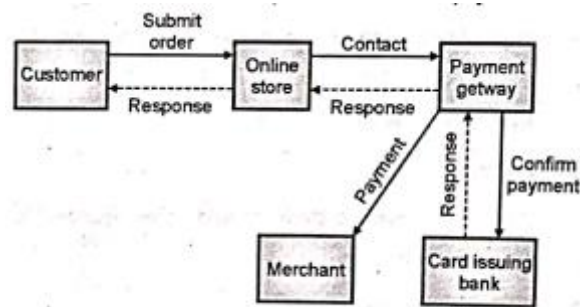 Submit
order
Contact
Customer
Online
store
Payment
getway
Response
Response
Payment
Response
Confirm
payment
Merchant
Card issuing
bank